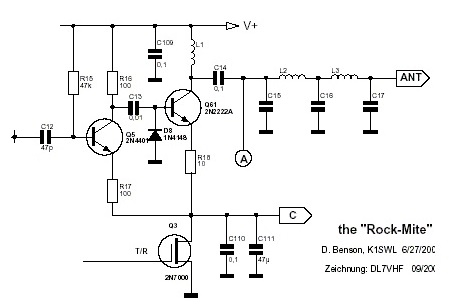 V+
C109
0,1
L1
C14
0,1
L2
L3
ANT
R15
47k
R16
100
C13
0,01
Q61
2N2222A
C15
C16
C17
C12
47p
Q5
2N4401
D8
1N4148
R18
10
A
R17
100
C
Q3
T/R
2N7000
C110
0,1
C111
47µ
the "Rock-Mite"
D. Benson, K1SWL 6/27/200
Zeichnung: DL7VHF 09/200